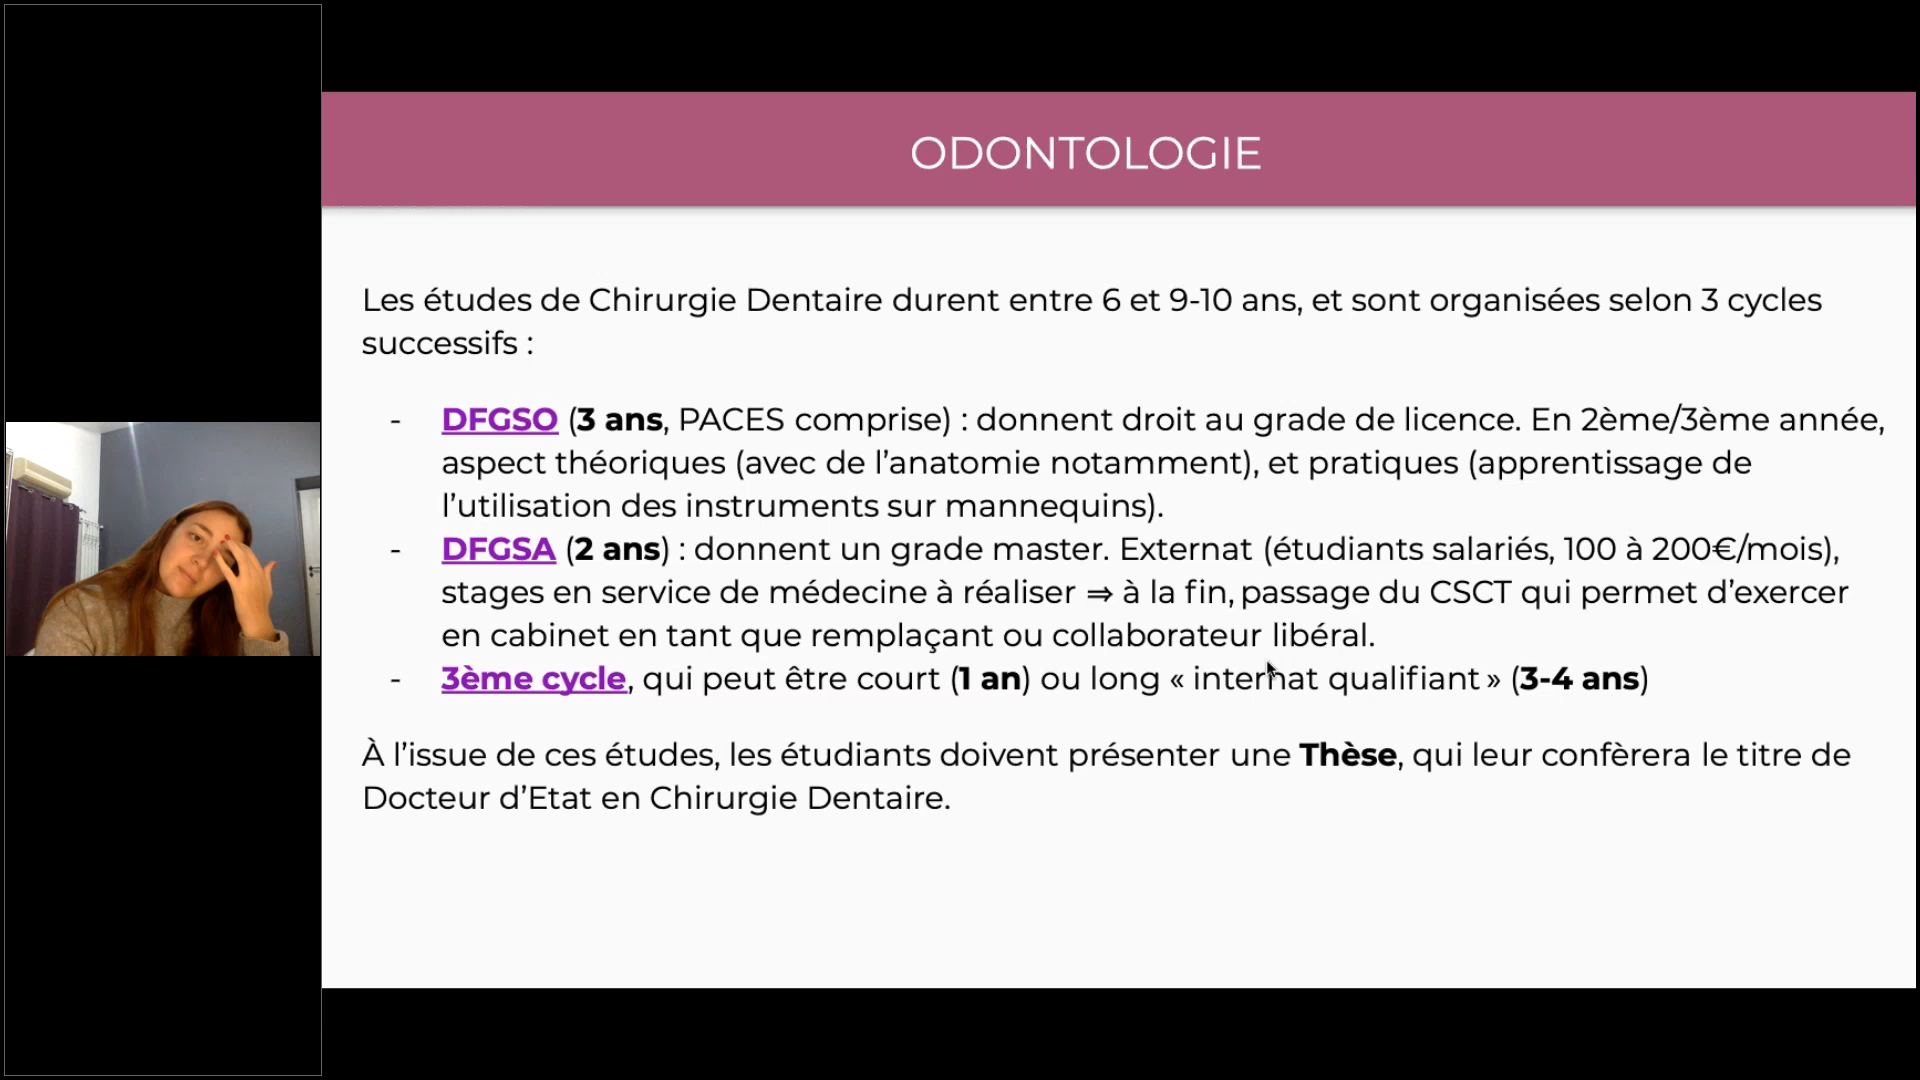 ODONTOLOGIE
Les études de Chirurgie Dentaire durent entre 6 et 9-10 ans, et sont organisées selon 3 cycles
successifs :
- DFGSO (3 ans, PACES comprise) : donnent droit au grade de licence. En 2ème/3ème année,
aspect théoriques (avec de l’anatomie notamment), et pratiques (apprentissage de
l’utilisation des instruments sur mannequins).
- DFGSA (2 ans) : donnent un grade master. Externat (étudiants salariés, 100 à 200€/mois),
stages en service de médecine à réaliser ⇒ à la fin, passage du CSCT qui permet d’exercer
en cabinet en tant que remplaçant ou collaborateur libéral.
- 3ème cycle, qui peut être court (1 an) ou long « internat qualifiant » (3-4 ans)
À l’issue de ces études, les étudiants doivent présenter une Thèse, qui leur confèrera le titre de
Docteur d’Etat en Chirurgie Dentaire.